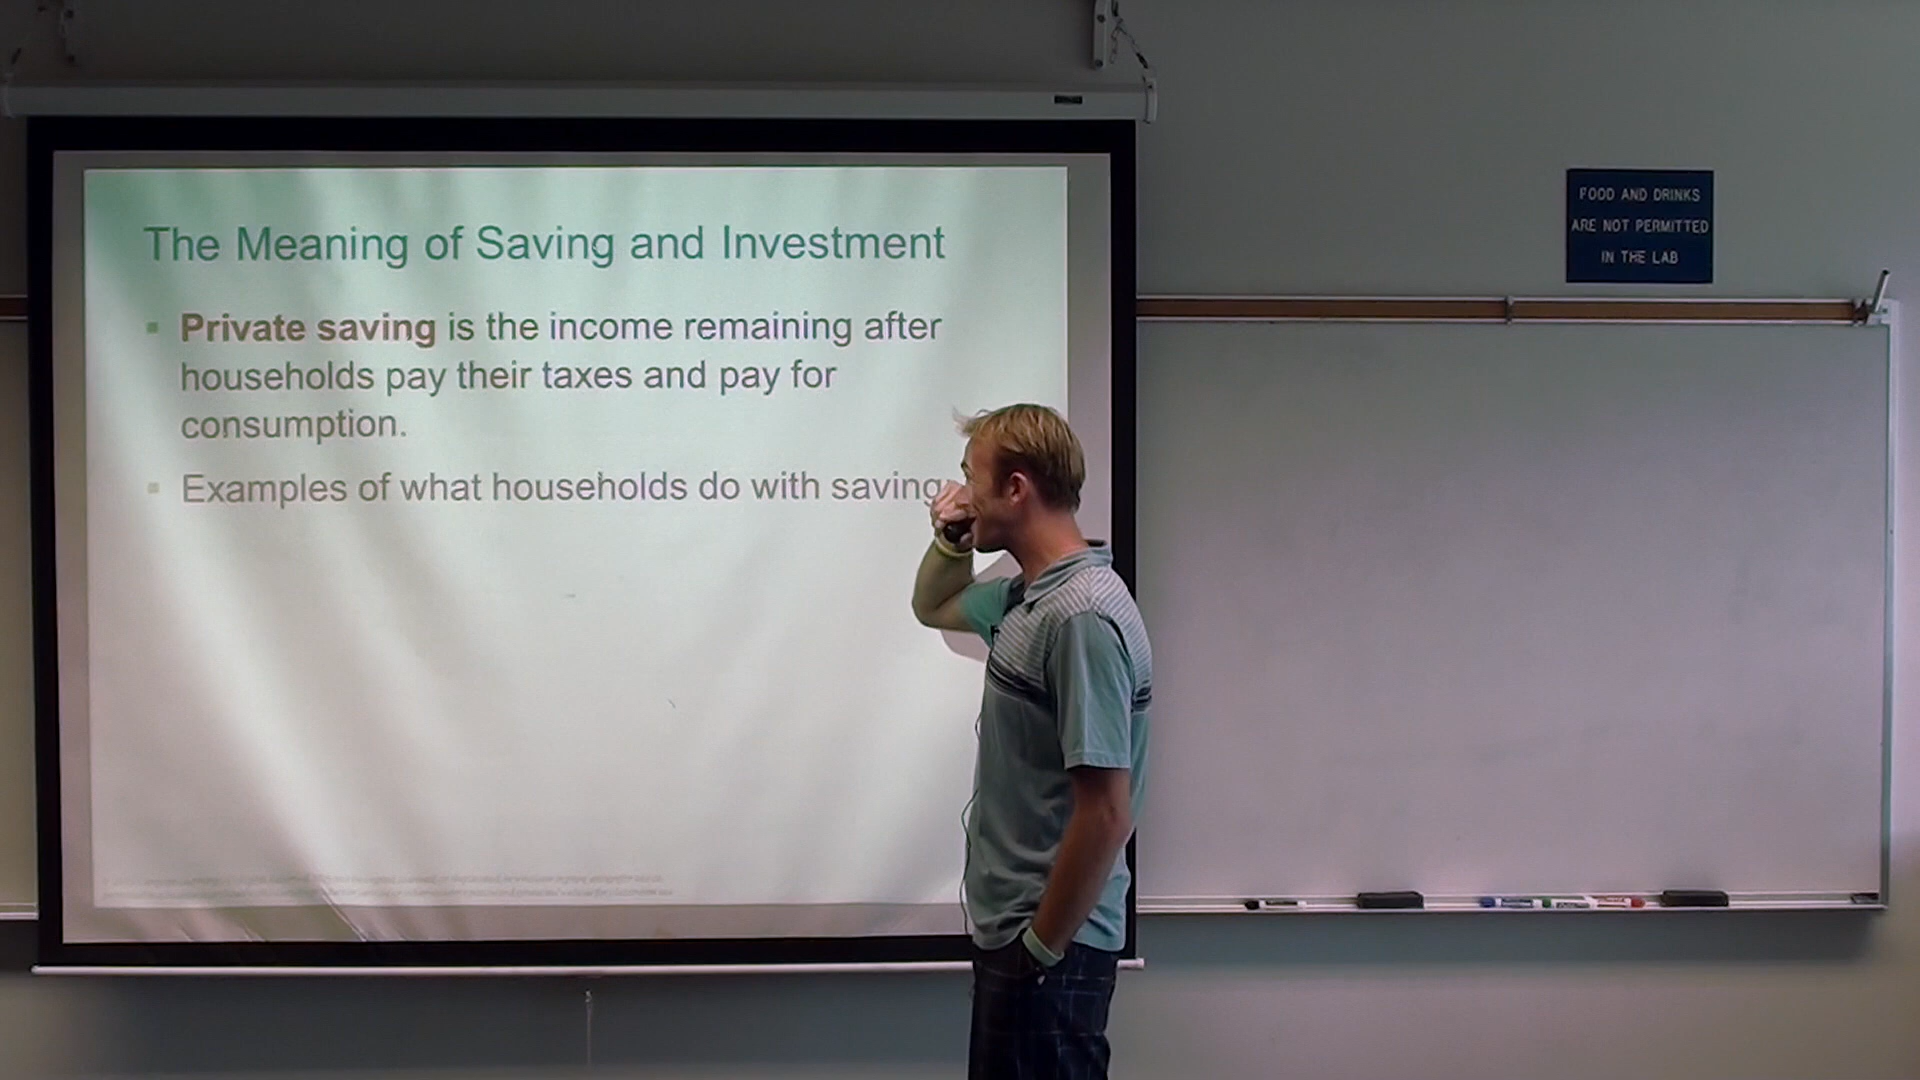 The Meaning of Saving and Investment
Private saving is the income remaining after
households pay their taxes and pay for
consumption.
Examples of what households do with saving
FOOD AND DRINKS
ARE NOT PERMITTED
IN THE LAB